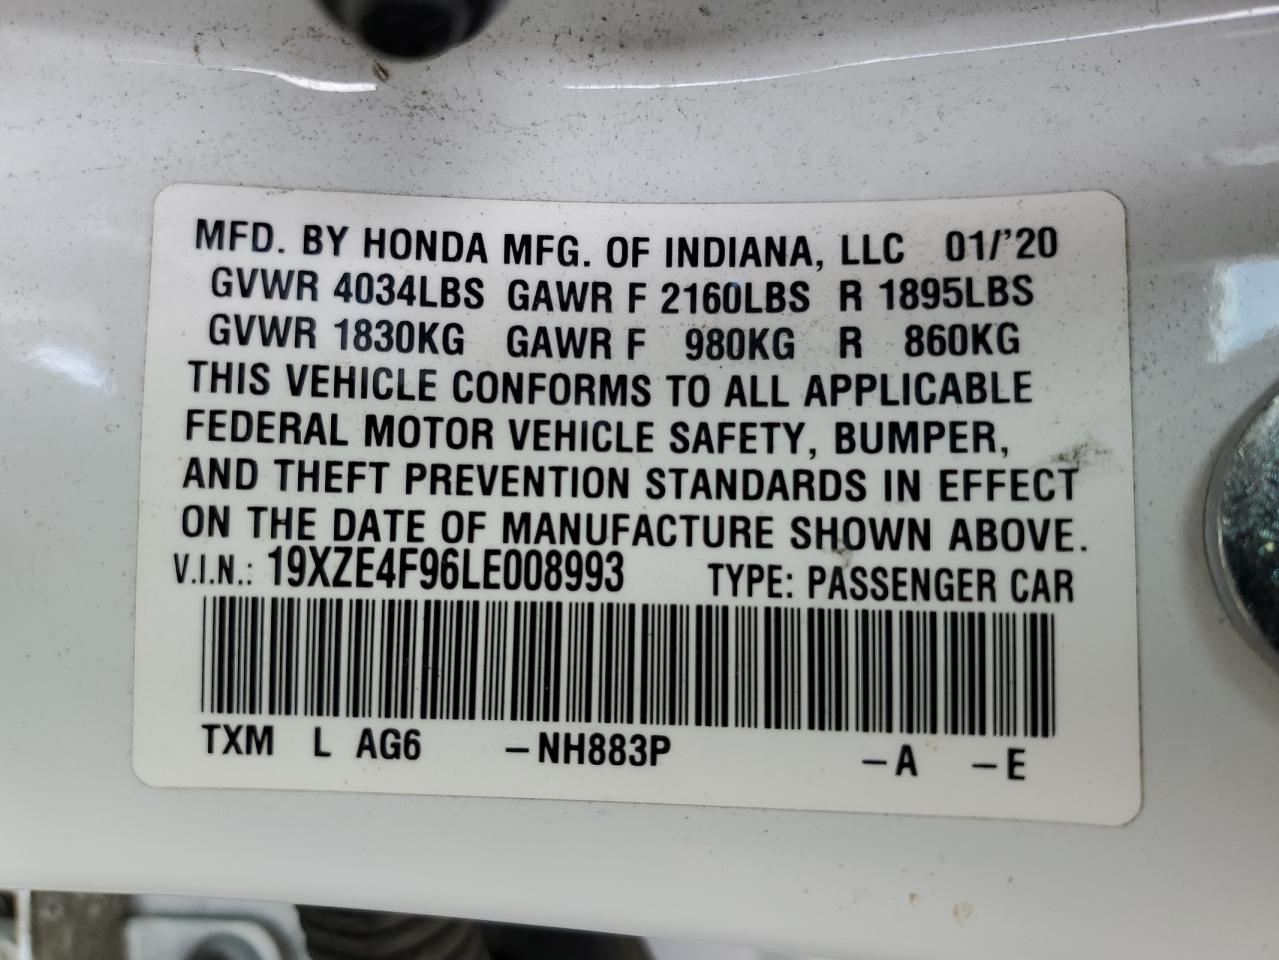 MFD. BY HONDA MFG. OF INDIANA, LLC 01/'20
GVWR 4034LBS GAWR F 2160LBS R 1895LBS
GVWR 1830KG GAWR F 980KG R 860KG
THIS VEHICLE CONFORMS TO ALL APPLICABLE
FEDERAL MOTOR VEHICLE SAFETY, BUMPER,
AND THEFT PREVENTION STANDARDS IN EFFECT
ON THE DATE OF MANUFACTURE SHOWN ABOVE.
V.I.N.: 19XZE4F96LE008993 TYPE: PASSENGER CAR
TXM L AG6 –NH883P –A –E